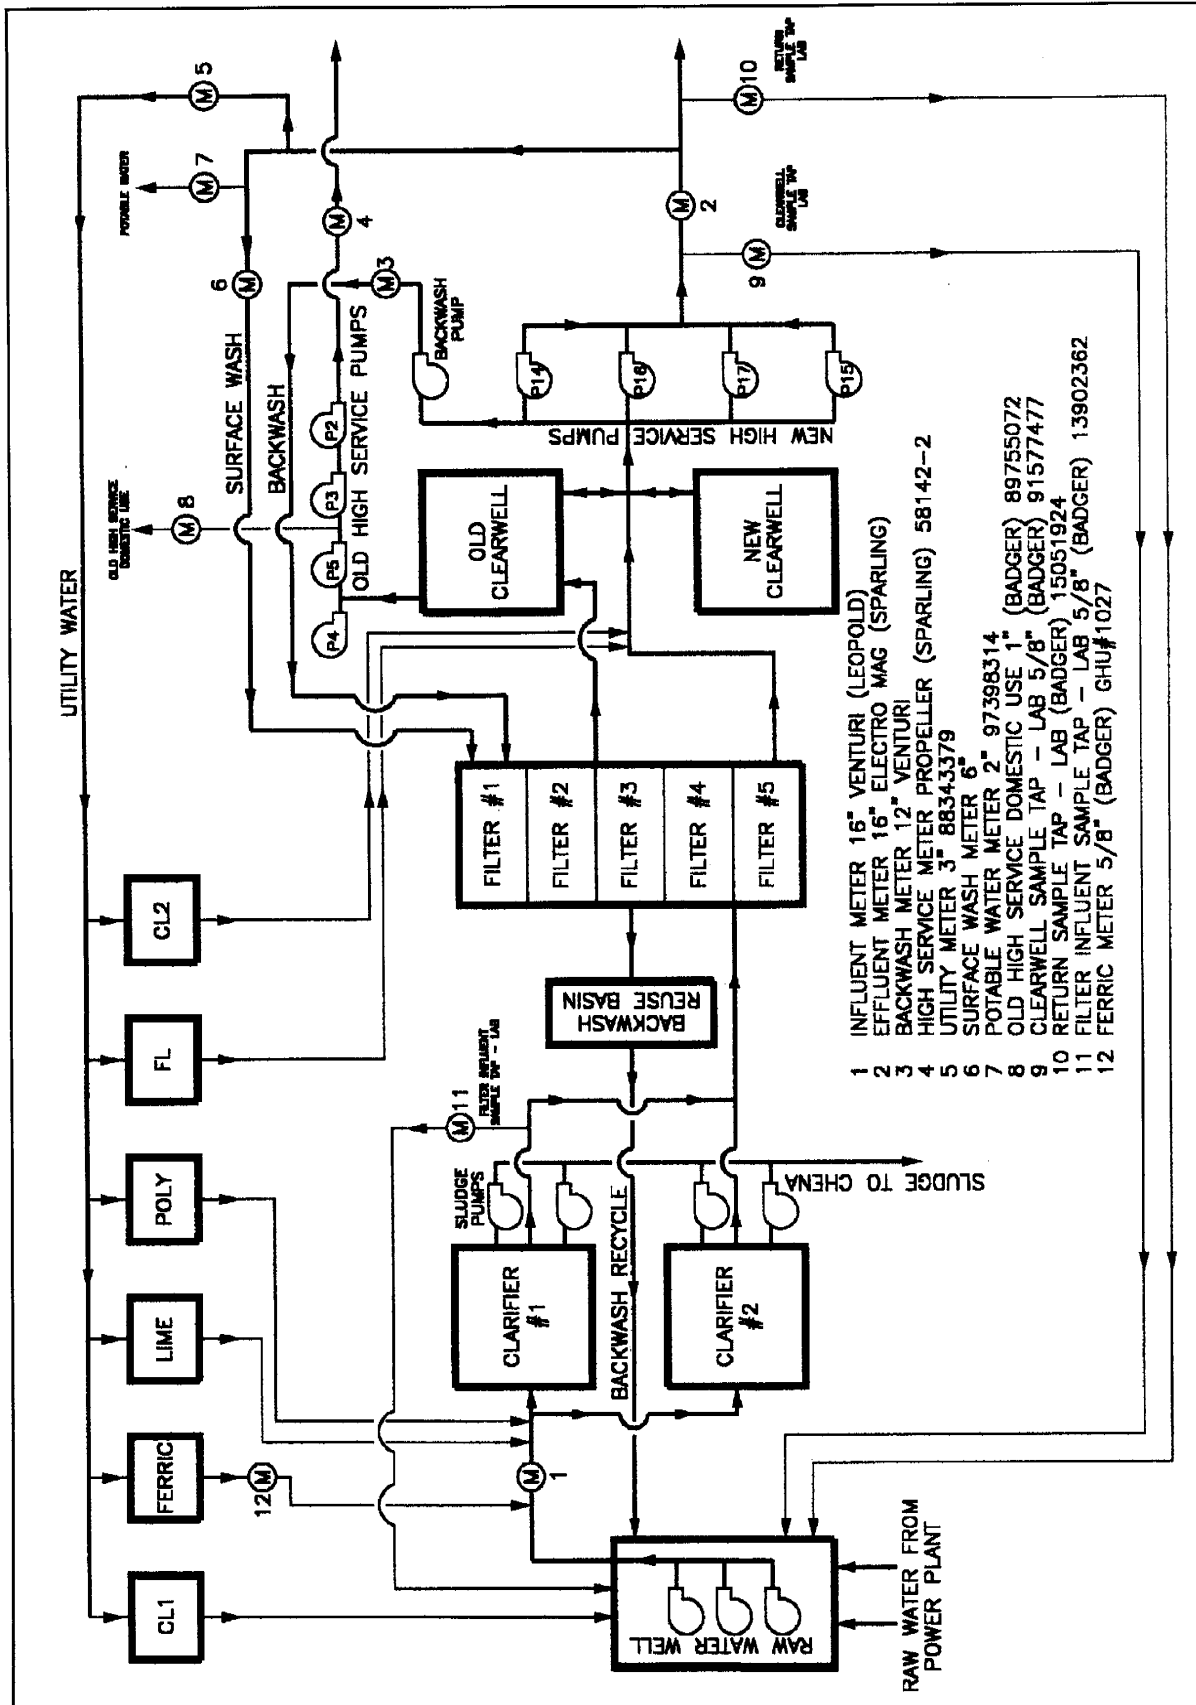 UTILITY WATER
CL1
FERRIC
LIME
POLY
FL
CL2
OLD HIGH SERVICE
DOMESTIC USE
8
POTABLE WATER
7
5
12
M
M
M
M
SURFACE WASH
6
M
BACKWASH
P4
P5
P3
P2
OLD HIGH SERVICE PUMPS
4
M
3
M
BACKWASH
PUMP
11
M
FILTER INFLUENT
SAMPLE TAP - LAB
SLUDGE
PUMPS
1
M
CLARIFIER
#1
BACKWASH RECYCLE
CLARIFIER
#2
SLUDGE TO CHENA
BACKWASH
REUSE BASIN
FILTER #1
FILTER #2
FILTER #3
FILTER #4
FILTER #5
OLD
CLEARWELL
NEW
CLEARWELL
NEW HIGH SERVICE PUMPS
P14
P16
P17
P15
2
M
9
M
CLEARWELL
SAMPLE TAP
LAB
10
M
RETURN
SAMPLE TAP
LAB
RAW WATER WELL
RAW WATER FROM
POWER PLANT
1 INFLUENT METER 16" VENTURI (LEOPOLD)
2 EFFLUENT METER 16" ELECTRO MAG (SPARLING)
3 BACKWASH METER 12" VENTURI
4 HIGH SERVICE METER PROPELLER (SPARLING) 58142-2
5 UTILITY METER 3" 88343379
6 SURFACE WASH METER 6"
7 POTABLE WATER METER 2" 97398314
8 OLD HIGH SERVICE DOMESTIC USE 1" (BADGER) 89755072
9 CLEARWELL SAMPLE TAP - LAB 5/8" (BADGER) 91577477
10 RETURN SAMPLE TAP - LAB (BADGER) 15051924
11 FILTER INFLUENT SAMPLE TAP - LAB 5/8" (BADGER) 13902362
12 FERRIC METER 5/8" (BADGER) GHU#1027